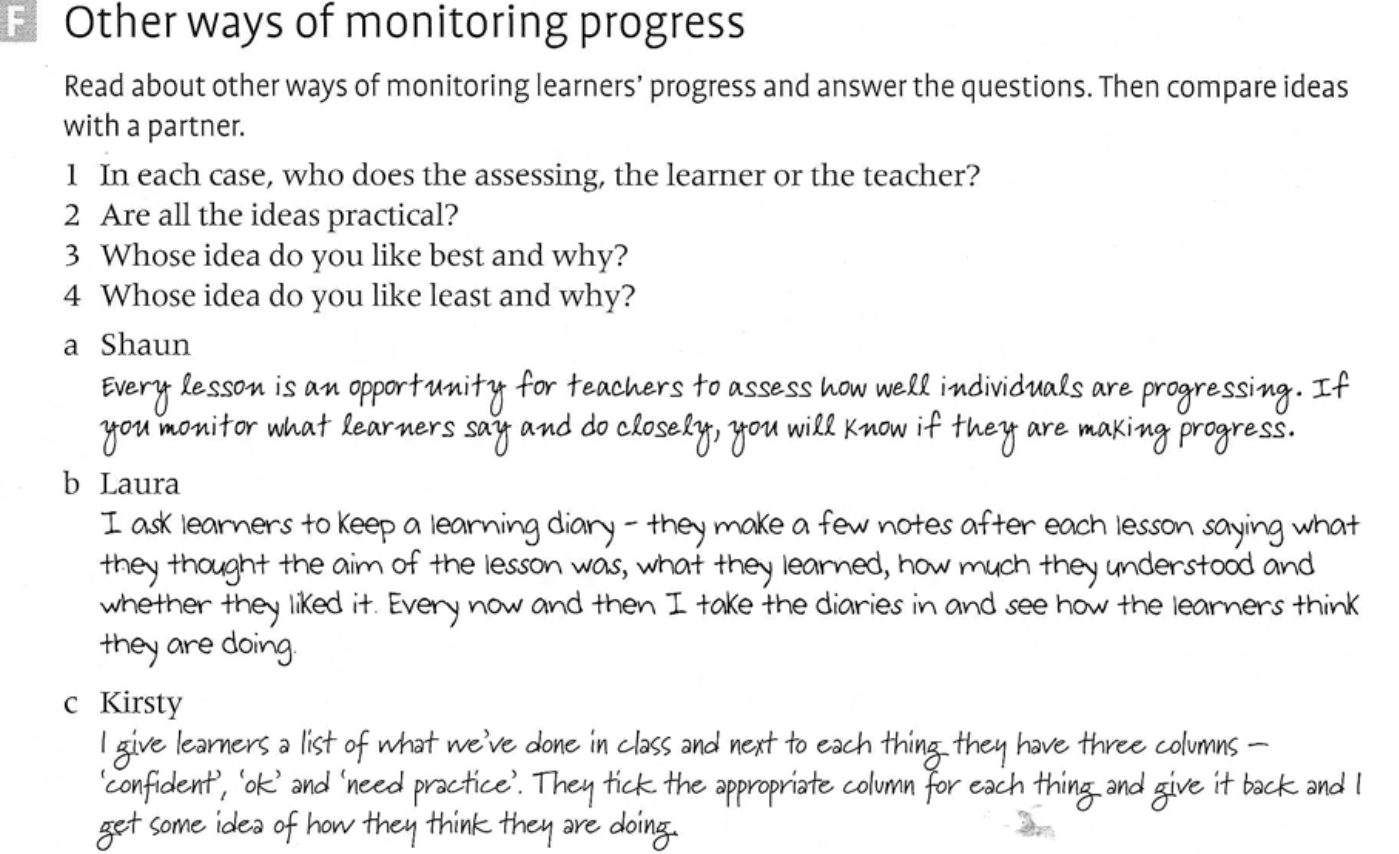 F Other ways of monitoring progress
Read about other ways of monitoring learners' progress and answer the questions. Then compare ideas
with a partner.
1 In each case, who does the assessing, the learner or the teacher?
2 Are all the ideas practical?
3 Whose idea do you like best and why?
4 Whose idea do you like least and why?
a Shaun
Every lesson is an opportunity for teachers to assess how well individuals are progressing. If
you monitor what learners say and do closely, you will know if they are making progress.
b Laura
I ask learners to keep a learning diary – they make a few notes after each lesson saying what
they thought the aim of the lesson was, what they learned, how much they understood and
whether they liked it. Every now and then I take the diaries in and see how the learners think
they are doing.
c Kirsty
I give learners a list of what we've done in class and next to each thing they have three columns –
'confident', 'ok' and 'need practice'. They tick the appropriate column for each thing and give it back and I
get some idea of how they think they are doing.